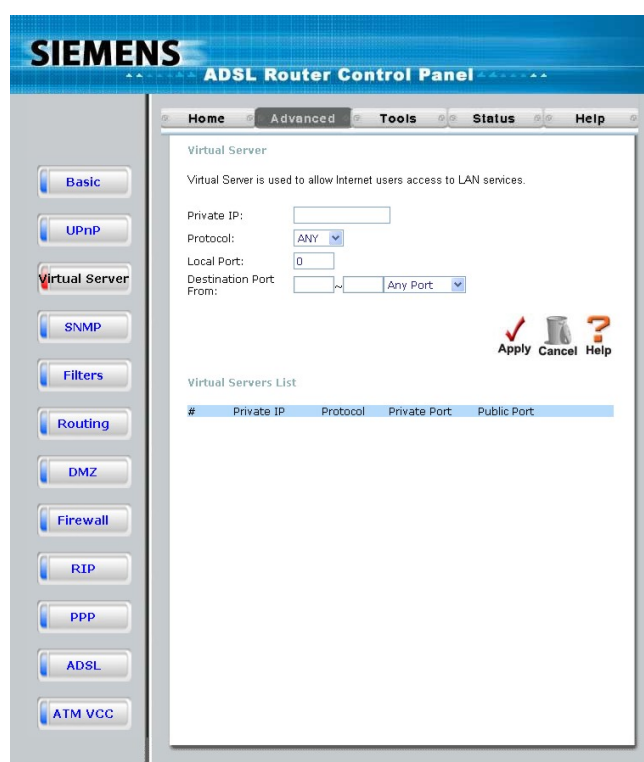 SIEMENS
ADSL Router Control Panel
Home Advanced Tools Status Help
Basic
UPnP
Virtual Server
SNMP
Filters
Routing
DMZ
Firewall
RIP
PPP
ADSL
ATM VCC
Virtual Server
Virtual Server is used to allow Internet users access to LAN services.
Private IP:
Protocol: ANY
Local Port: 0
Destination Port
From: ~ Any Port
Apply Cancel Help
Virtual Servers List
# Private IP Protocol Private Port Public Port